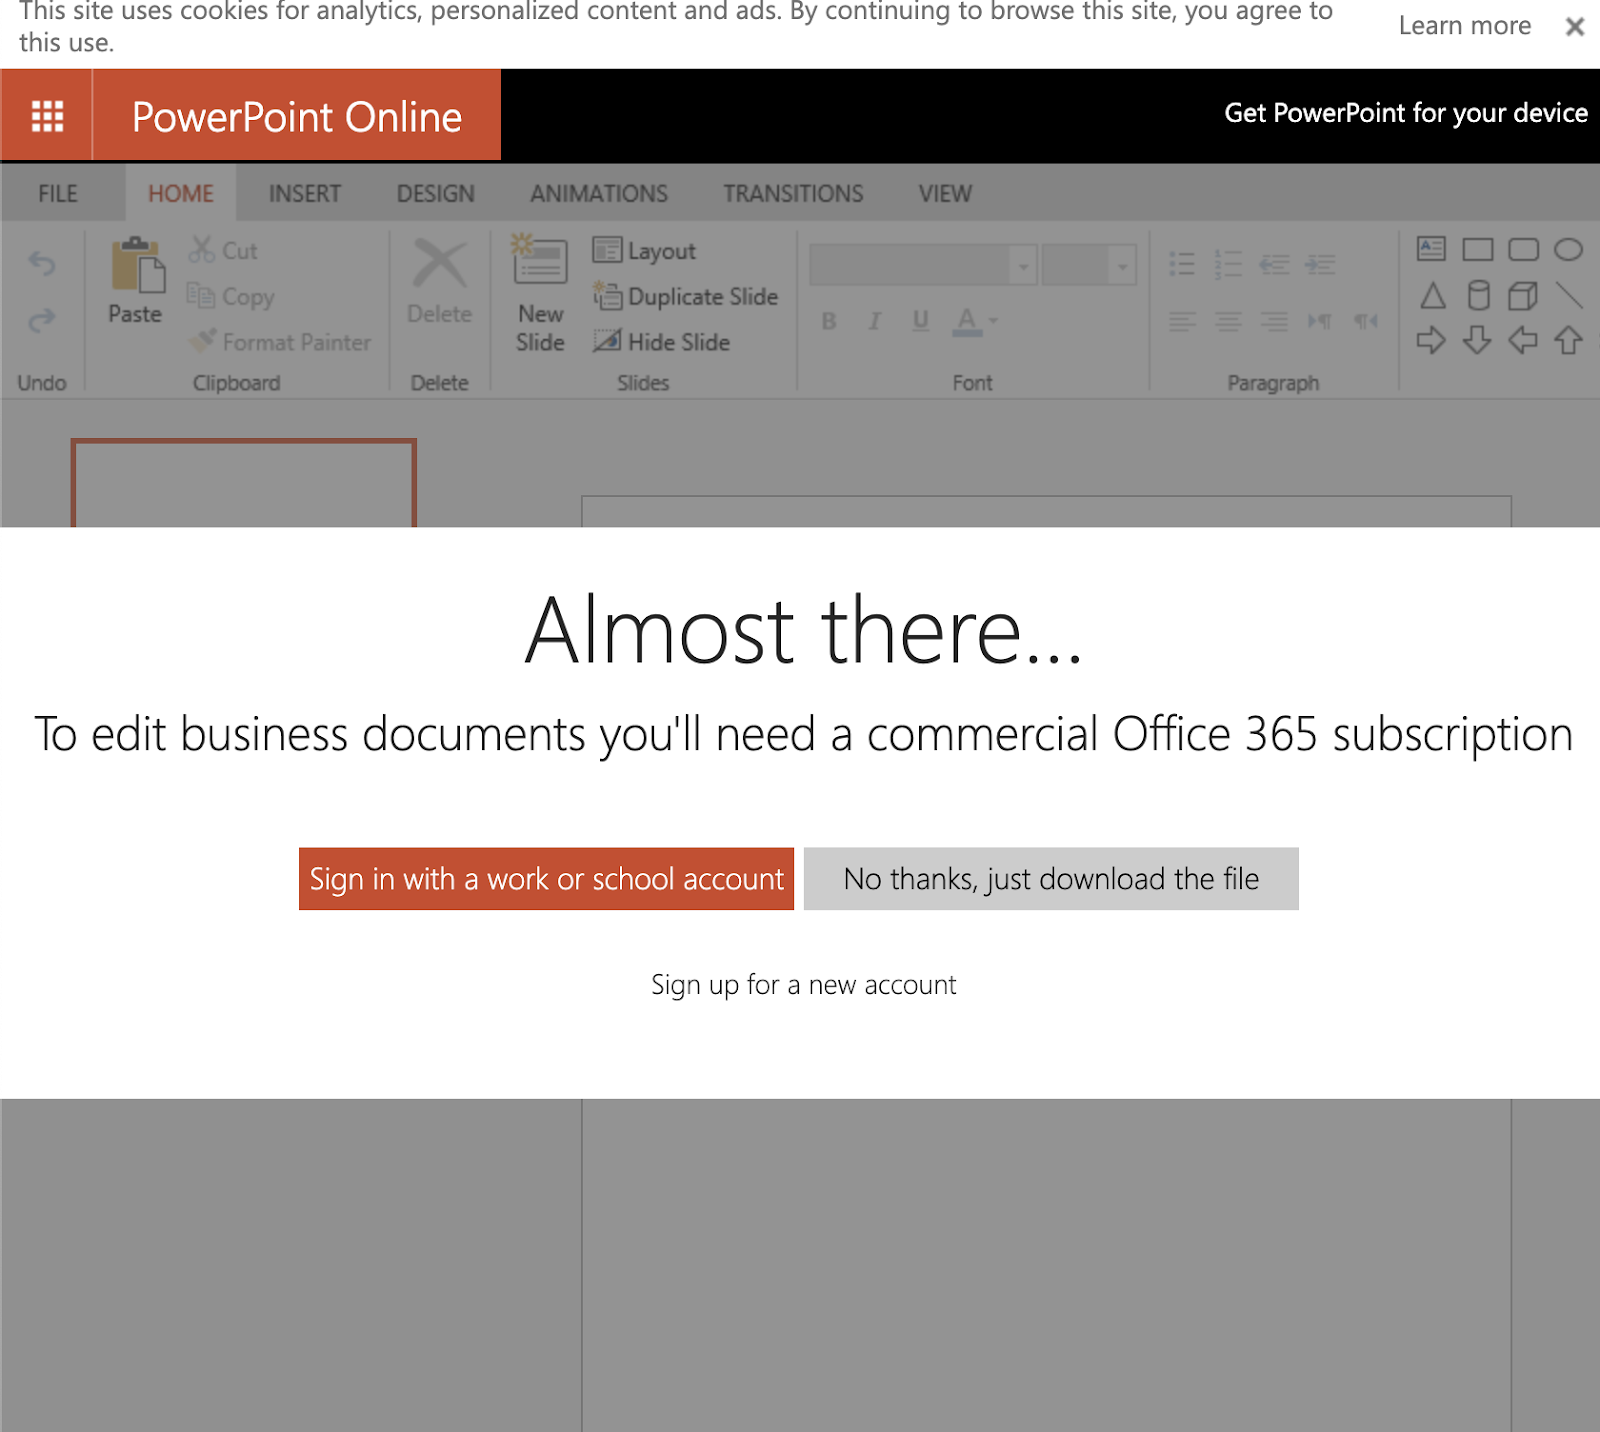 This site uses cookies for analytics, personalized content and ads. By continuing to browse this site, you agree to
this use.
Learn more
PowerPoint Online
Get PowerPoint for your device
FILE HOME INSERT DESIGN ANIMATIONS TRANSITIONS VIEW
Undo
Paste
Cut
Copy
Format Painter
Clipboard
Delete
Delete
New
Slide
Layout
Duplicate Slide
Hide Slide
Slides
B I U A
Font
Paragraph
Almost there...
To edit business documents you'll need a commercial Office 365 subscription
Sign in with a work or school account
No thanks, just download the file
Sign up for a new account